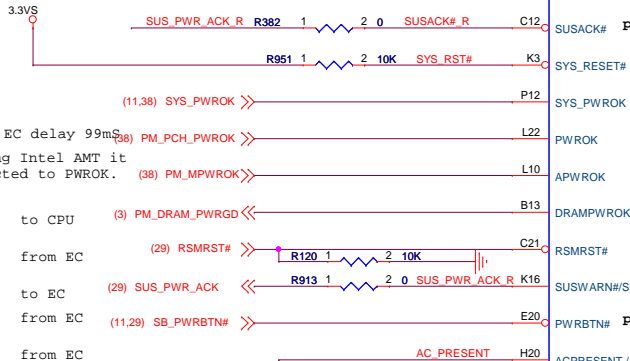 3.3VS
SUS_PWR_ACK_R R382 1 2 0 SUSACK#_R C12 SUSACK#
R951 1 2 10K SYS_RST# K3 SYS_RESET#
(11,38) SYS_PWROK P12 SYS_PWROK
EC delay 99mS
(38) PM_PCH_PWROK L22 PWROK
ng Intel AMT it
cted to PWROK.
(38) PM_MPWROK L10 APWROK
to CPU (3) PM_DRAM_PWRGD B13 DRAMPWROK
from EC (29) RSMRST# C21 RSMRST#
R120 1 2 10K
to EC (29) SUS_PWR_ACK R913 1 2 0 SUS_PWR_ACK_R K16 SUSWARN#/S
from EC (11,29) SB_PWRBTN# E20 PWRBTN#
from EC AC_PRESENT H20 ACPRESENT /